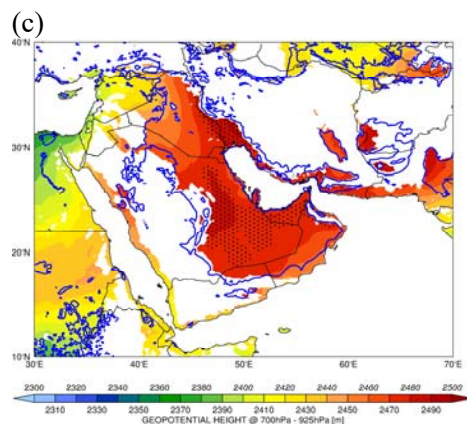 (c)
40°N
30°N
20°N
10°N
30°E 40°E 50°E 60°E 70°E
2300 2320 2340 2360 2380 2400 2420 2440 2460 2480 2500
2310 2330 2350 2370 2390 2410 2430 2450 2470 2490
GEOPOTENTIAL HEIGHT @ 700hPa - 925hPa [m]